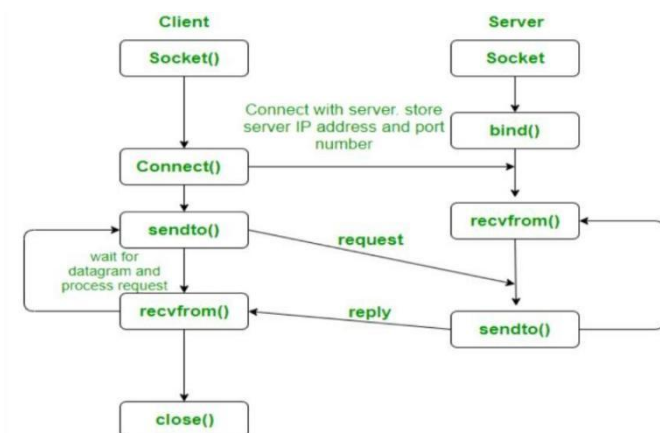 Client
Server
Socket()
Socket
Connect with server. store
server IP address and port
number
bind()
Connect()
sendto()
recvfrom()
request
wait for
datagram and
process request
recvfrom()
reply
sendto()
close()